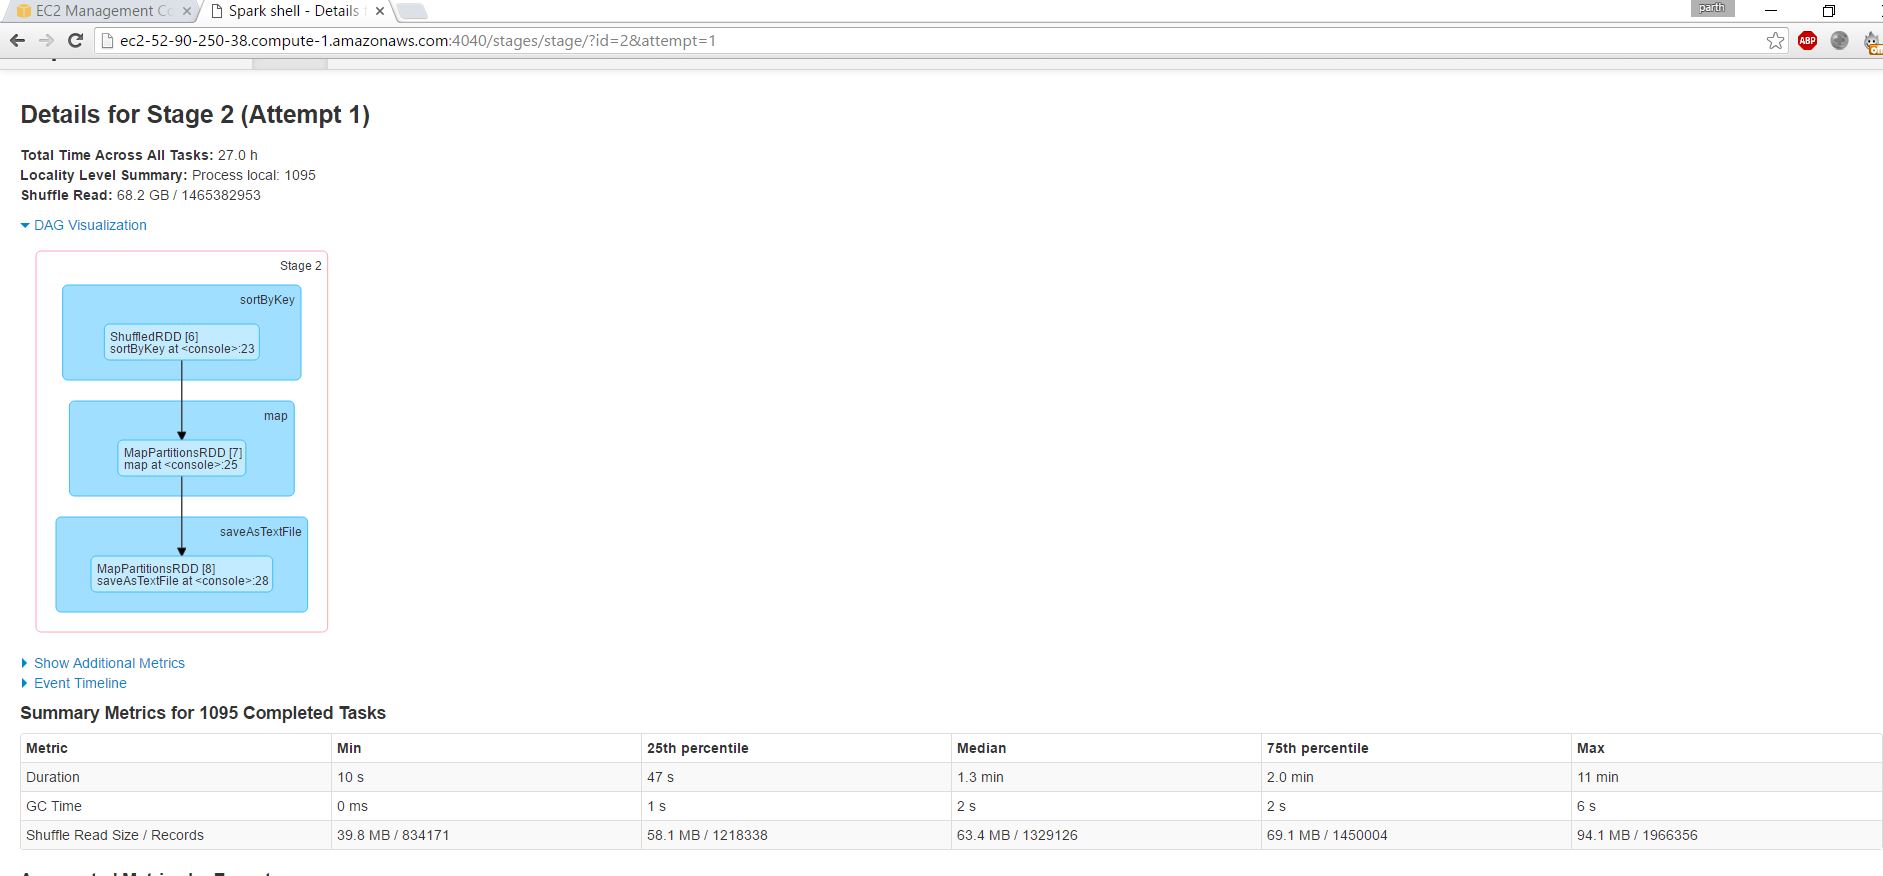 EC2 Management Co
Spark shell - Details f
parth
ec2-52-90-250-38.compute-1.amazonaws.com:4040/stages/stage/?id=2&attempt=1
ABP
Details for Stage 2 (Attempt 1)
Total Time Across All Tasks: 27.0 h
Locality Level Summary: Process local: 1095
Shuffle Read: 68.2 GB / 1465382953
DAG Visualization
Stage 2
sortByKey
ShuffledRDD [6]
sortByKey at <console>:23
map
MapPartitionsRDD [7]
map at <console>:25
saveAsTextFile
MapPartitionsRDD [8]
saveAsTextFile at <console>:28
Show Additional Metrics
Event Timeline
Summary Metrics for 1095 Completed Tasks
Metric Min 25th percentile Median 75th percentile Max
Duration 10 s 47 s 1.3 min 2.0 min 11 min
GC Time 0 ms 1 s 2 s 2 s 6 s
Shuffle Read Size / Records 39.8 MB / 834171 58.1 MB / 1218338 63.4 MB / 1329126 69.1 MB / 1450004 94.1 MB / 1966356